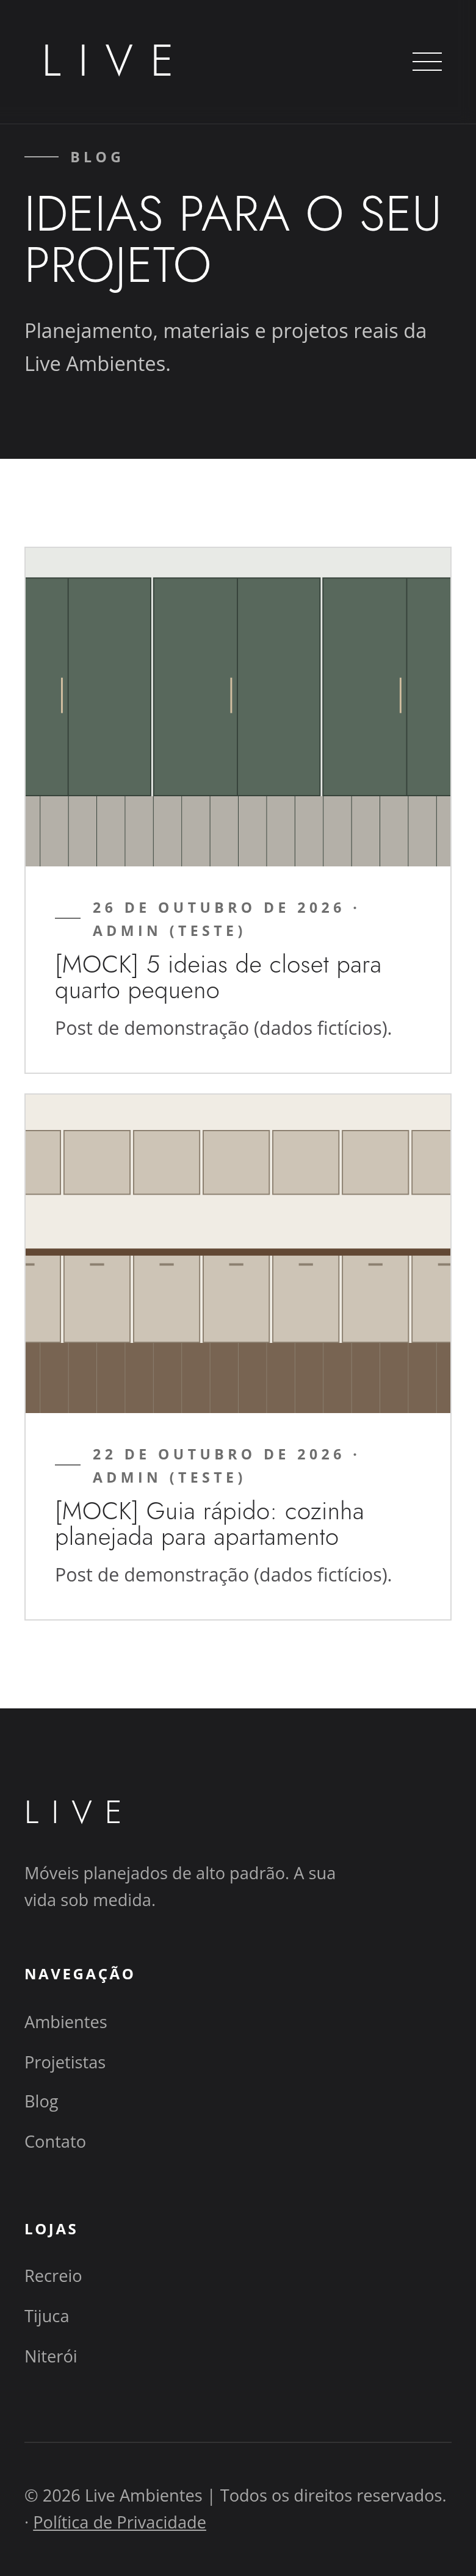 LIVE
BLOG
IDEIAS PARA O SEU
PROJETO
Planejamento, materiais e projetos reais da
Live Ambientes.
26 DE OUTUBRO DE 2026 ·
ADMIN (TESTE)
[MOCK] 5 ideias de closet para
quarto pequeno
Post de demonstração (dados fictícios).
22 DE OUTUBRO DE 2026 ·
ADMIN (TESTE)
[MOCK] Guia rápido: cozinha
planejada para apartamento
Post de demonstração (dados fictícios).
LIVE
Móveis planejados de alto padrão. A sua
vida sob medida.
NAVEGAÇÃO
Ambientes
Projetistas
Blog
Contato
LOJAS
Recreio
Tijuca
Niterói
© 2026 Live Ambientes | Todos os direitos reservados.
· Política de Privacidade